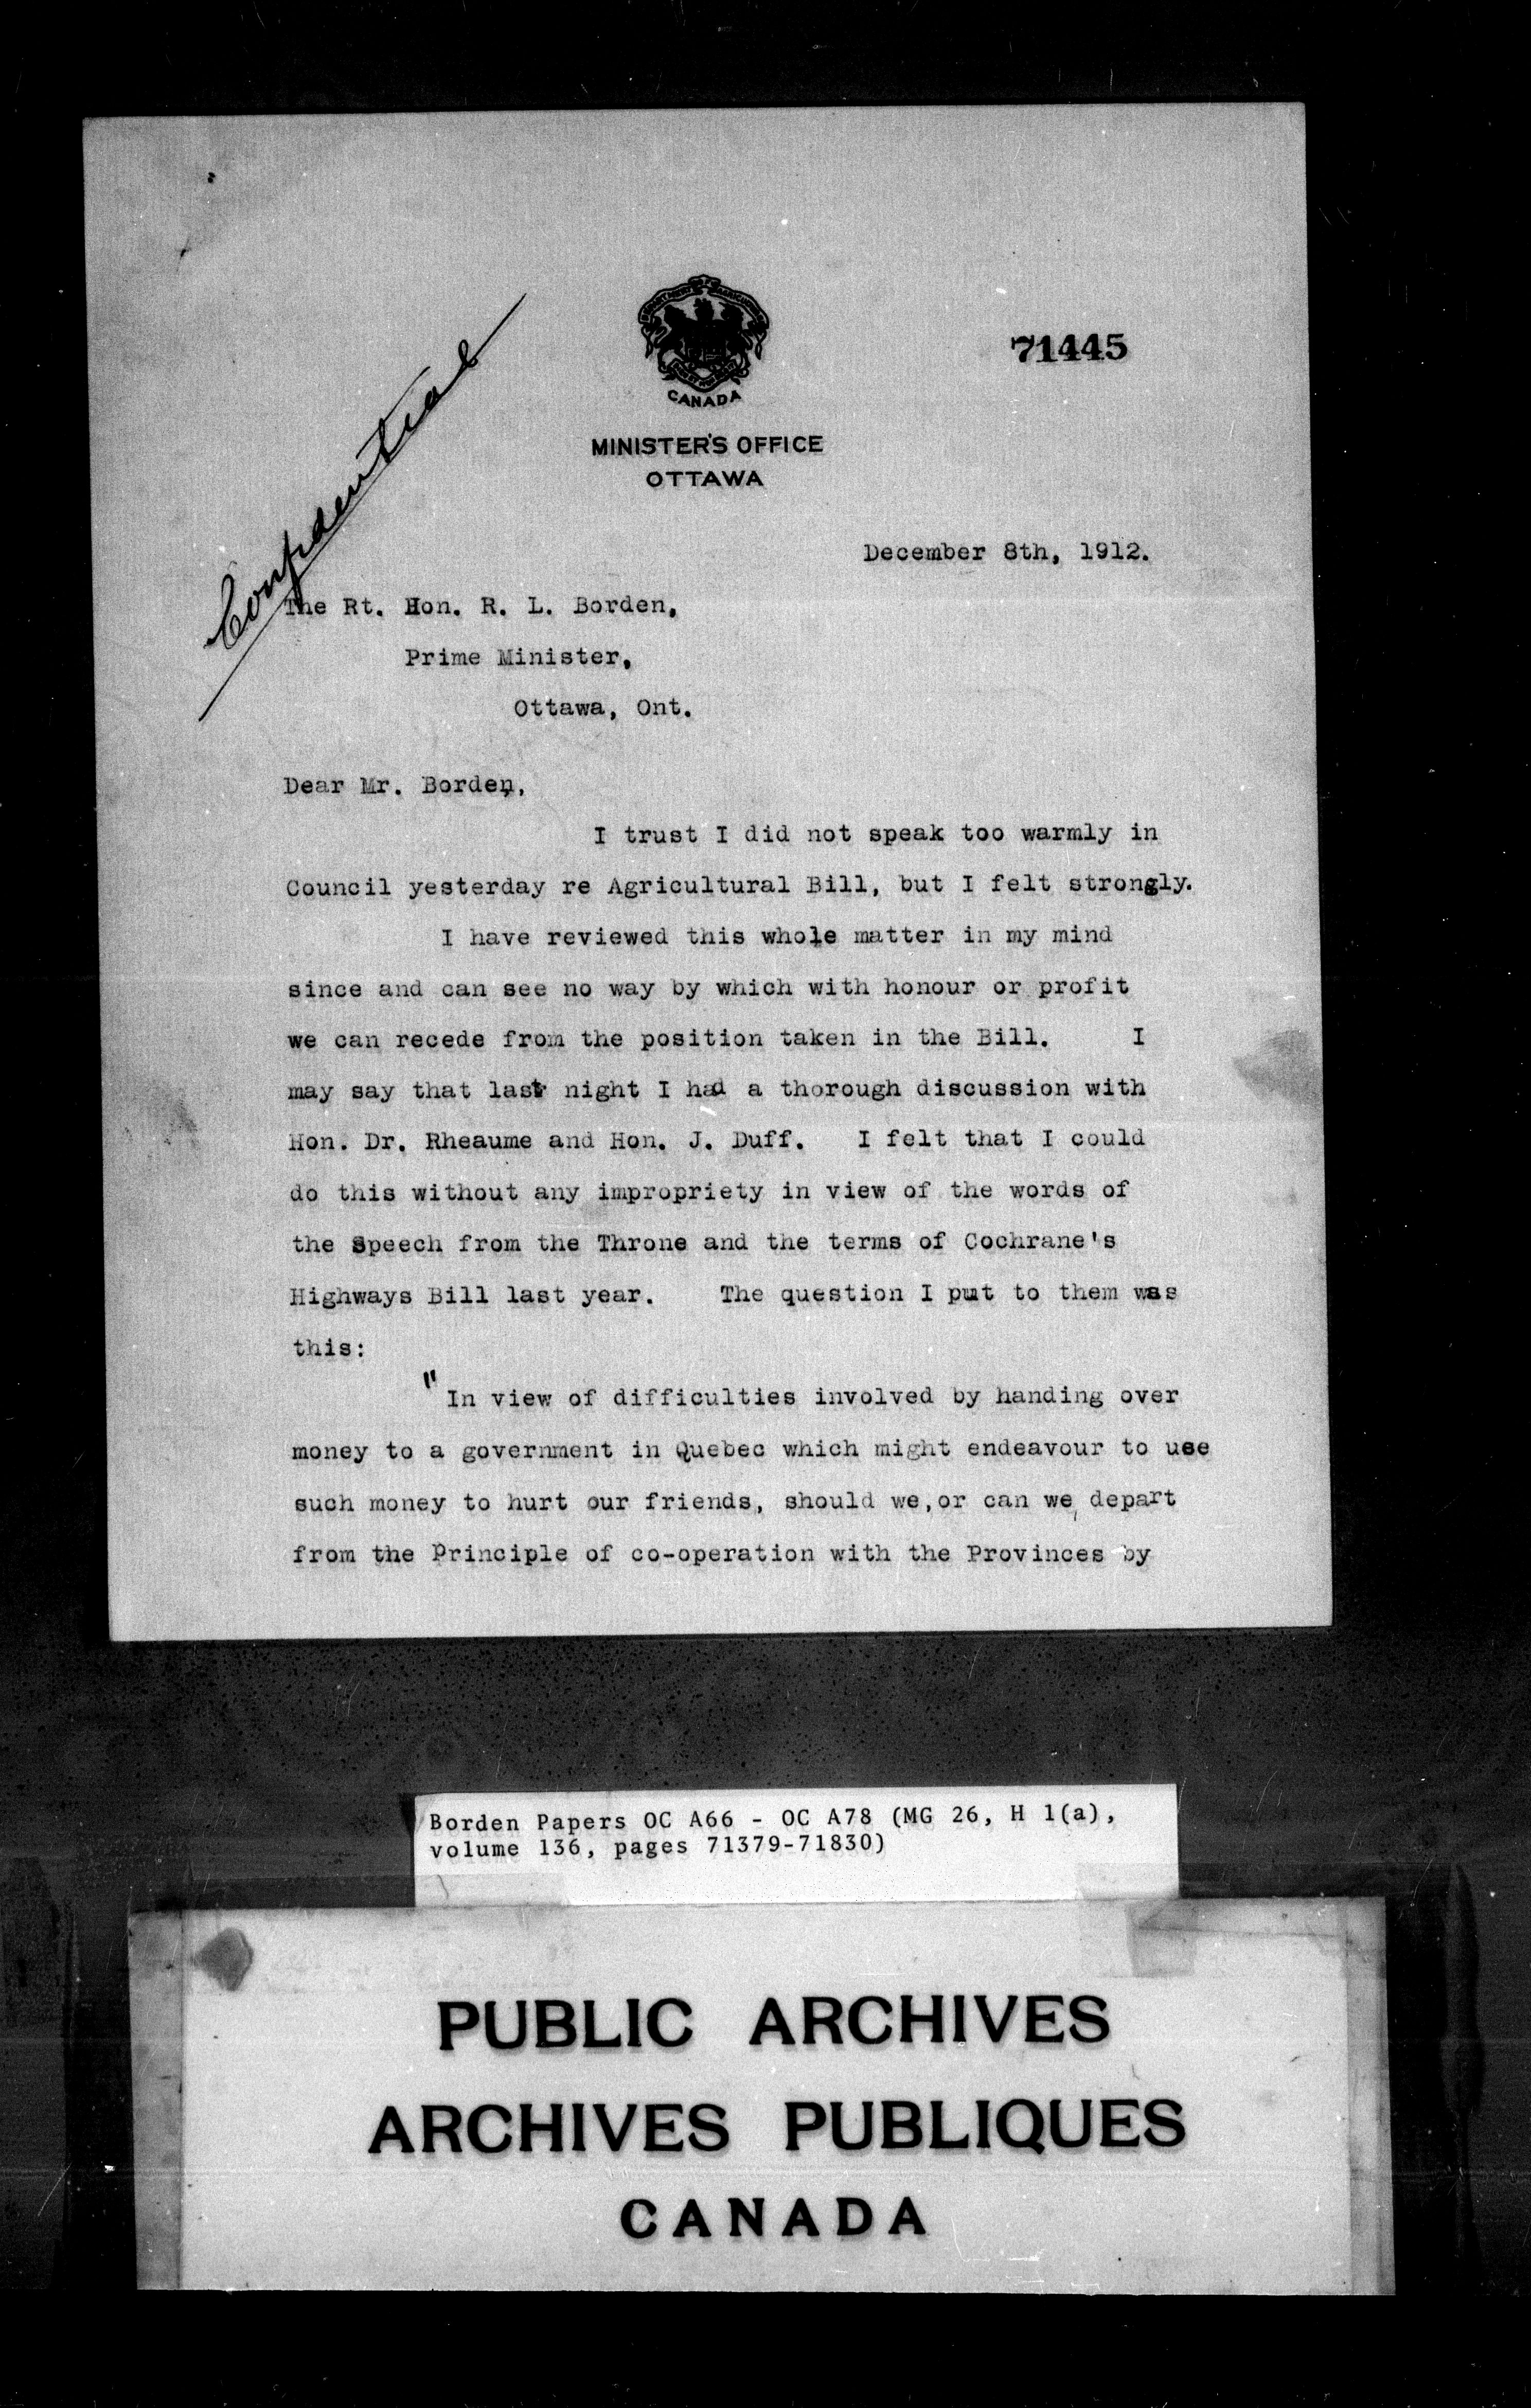 71445
CANADA
MINISTER'S OFFICE
OTTAWA
Confidential
December 8th, 1912.
The Rt. Hon. R. L. Borden,
Prime Minister,
Ottawa, Ont.
Dear Mr. Borden,
I trust I did not speak too warmly in
Council yesterday re Agricultural Bill, but I felt strongly.
I have reviewed this whole matter in my mind
since and can see no way by which with honour or profit
we can recede from the position taken in the Bill. I
may say that last night I had a thorough discussion with
Hon. Dr. Rheaume and Hon. J. Duff. I felt that I could
do this without any impropriety in view of the words of
the Speech from the Throne and the terms of Cochrane's
Highways Bill last year. The question I put to them was
this:
"In view of difficulties involved by handing over
money to a government in Quebec which might endeavour to use
such money to hurt our friends, should we, or can we, depart
from the Principle of co-operation with the Provinces by
Borden Papers OC A66 - OC A78 (MG 26, H 1(a),
volume 136, pages 71379-71830)
PUBLIC ARCHIVES
ARCHIVES PUBLIQUES
CANADA